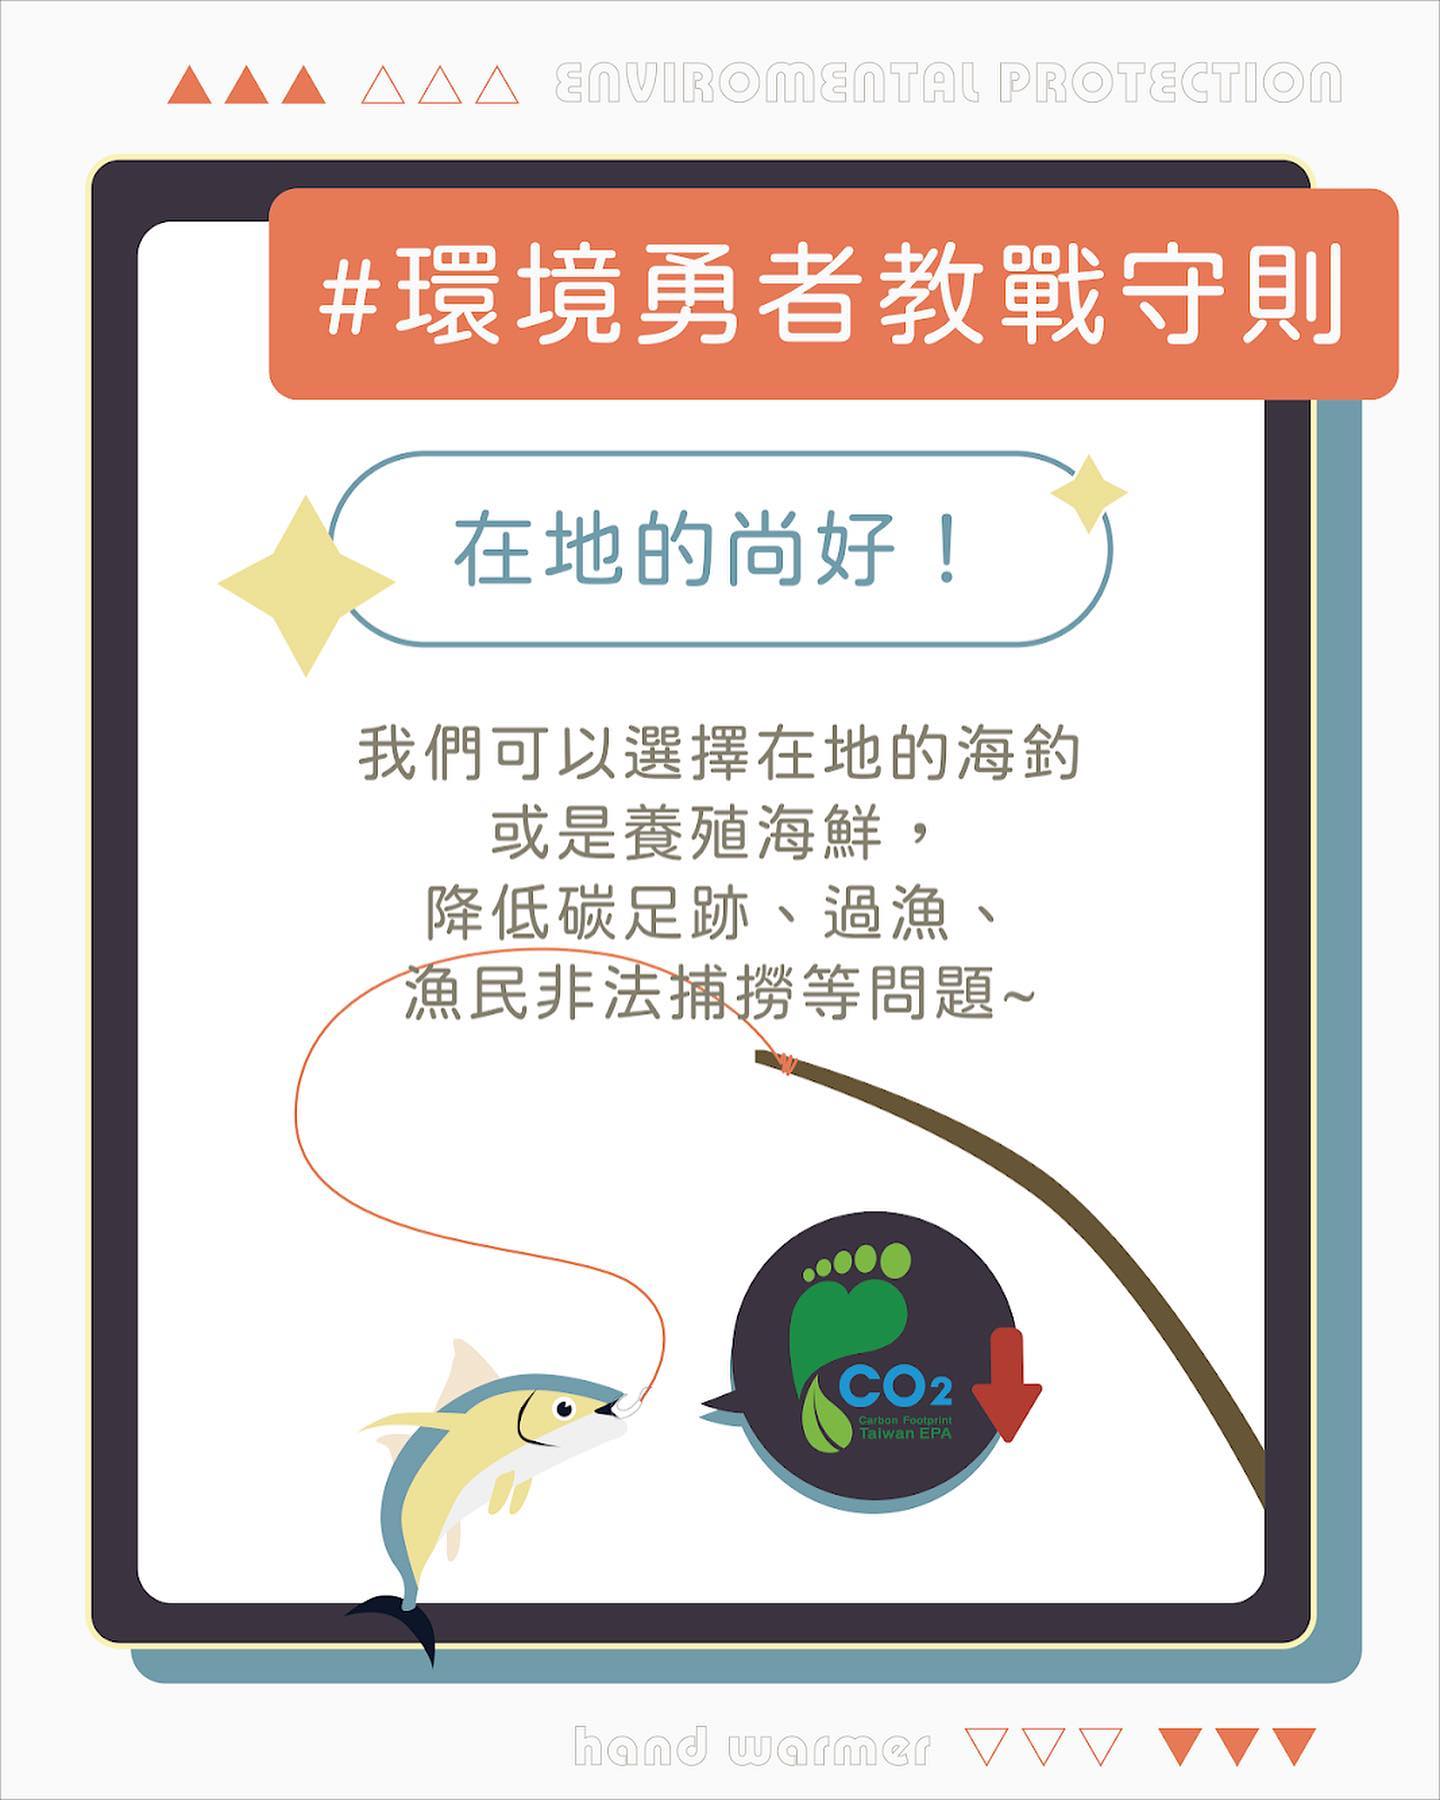 ENVIROMENTAL PROTECTION
#環境勇者教戰守則
在地的尚好！
我們可以選擇在地的海釣
或是養殖海鮮，
降低碳足跡、過漁、
漁民非法捕撈等問題~
CO2
Carbon Footprint
Taiwan EPA
hand warmer